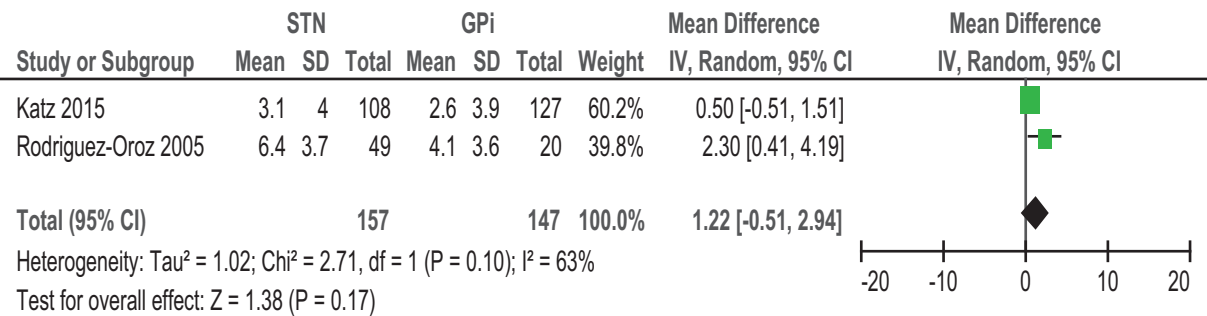 STN GPi Mean Difference Mean Difference
Study or Subgroup Mean SD Total Mean SD Total Weight IV, Random, 95% CI IV, Random, 95% CI
Katz 2015 3.1 4 108 2.6 3.9 127 60.2% 0.50 [-0.51, 1.51]
Rodriguez-Oroz 2005 6.4 3.7 49 4.1 3.6 20 39.8% 2.30 [0.41, 4.19]
Total (95% CI) 157 147 100.0% 1.22 [-0.51, 2.94]
Heterogeneity: Tau² = 1.02; Chi² = 2.71, df = 1 (P = 0.10); I² = 63%
Test for overall effect: Z = 1.38 (P = 0.17)
-20 -10 0 10 20